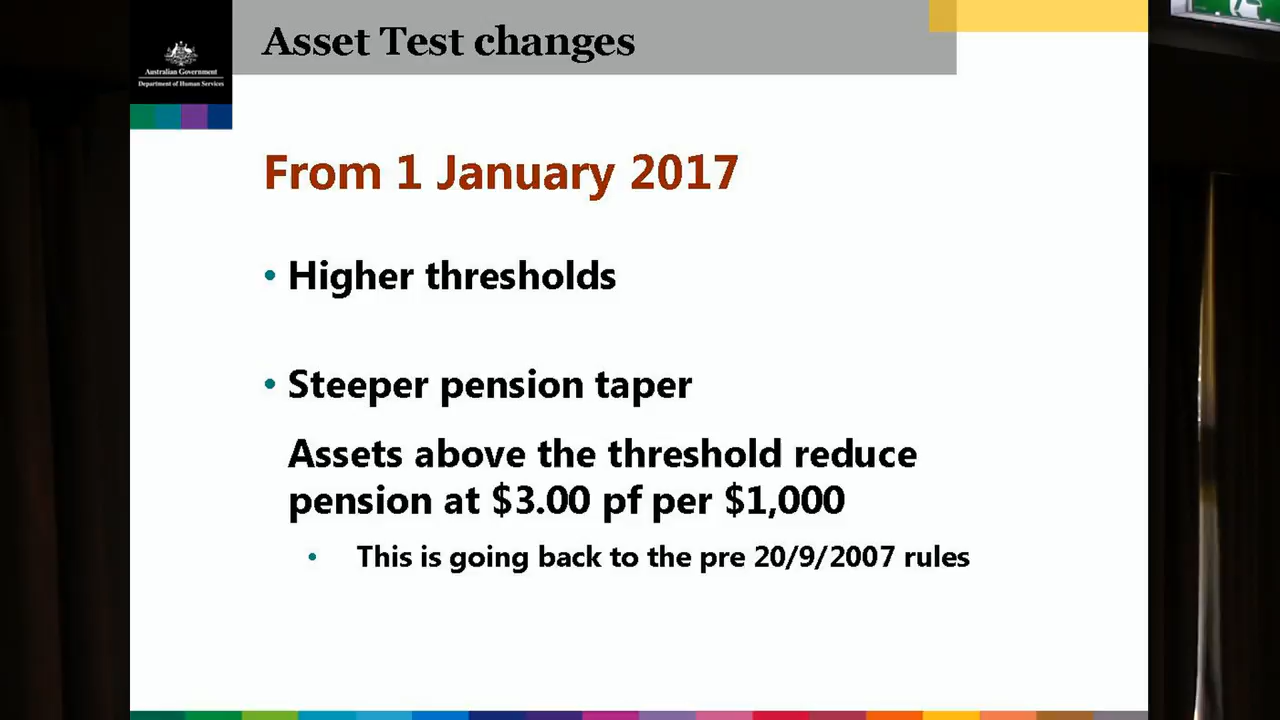 Asset Test changes
Australian Government
Department of Human Services
From 1 January 2017
• Higher thresholds
• Steeper pension taper
Assets above the threshold reduce
pension at $3.00 pf per $1,000
• This is going back to the pre 20/9/2007 rules